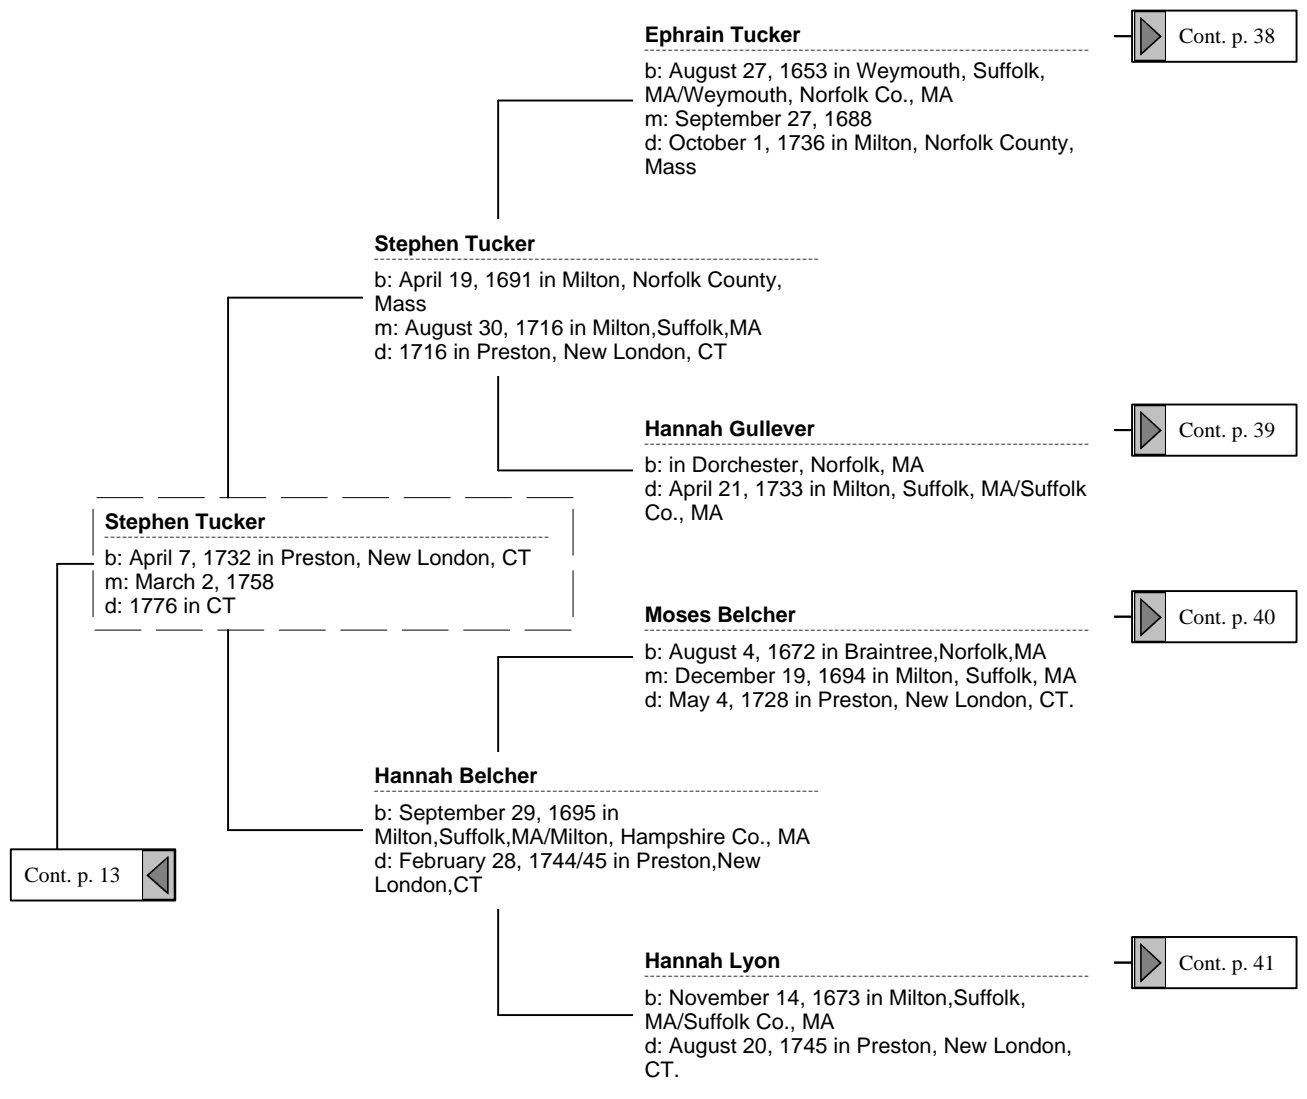 Ephrain Tucker
Cont. p. 38
b: August 27, 1653 in Weymouth, Suffolk,
MA/Weymouth, Norfolk Co., MA
m: September 27, 1688
d: October 1, 1736 in Milton, Norfolk County,
Mass
Stephen Tucker
b: April 19, 1691 in Milton, Norfolk County,
Mass
m: August 30, 1716 in Milton,Suffolk,MA
d: 1716 in Preston, New London, CT
Hannah Gullever
Cont. p. 39
b: in Dorchester, Norfolk, MA
d: April 21, 1733 in Milton, Suffolk, MA/Suffolk
Co., MA
Stephen Tucker
b: April 7, 1732 in Preston, New London, CT
m: March 2, 1758
d: 1776 in CT
Moses Belcher
Cont. p. 40
b: August 4, 1672 in Braintree,Norfolk,MA
m: December 19, 1694 in Milton, Suffolk, MA
d: May 4, 1728 in Preston, New London, CT.
Hannah Belcher
b: September 29, 1695 in
Milton,Suffolk,MA/Milton, Hampshire Co., MA
d: February 28, 1744/45 in Preston,New
London,CT
Cont. p. 13
Hannah Lyon
Cont. p. 41
b: November 14, 1673 in Milton,Suffolk,
MA/Suffolk Co., MA
d: August 20, 1745 in Preston, New London,
CT.